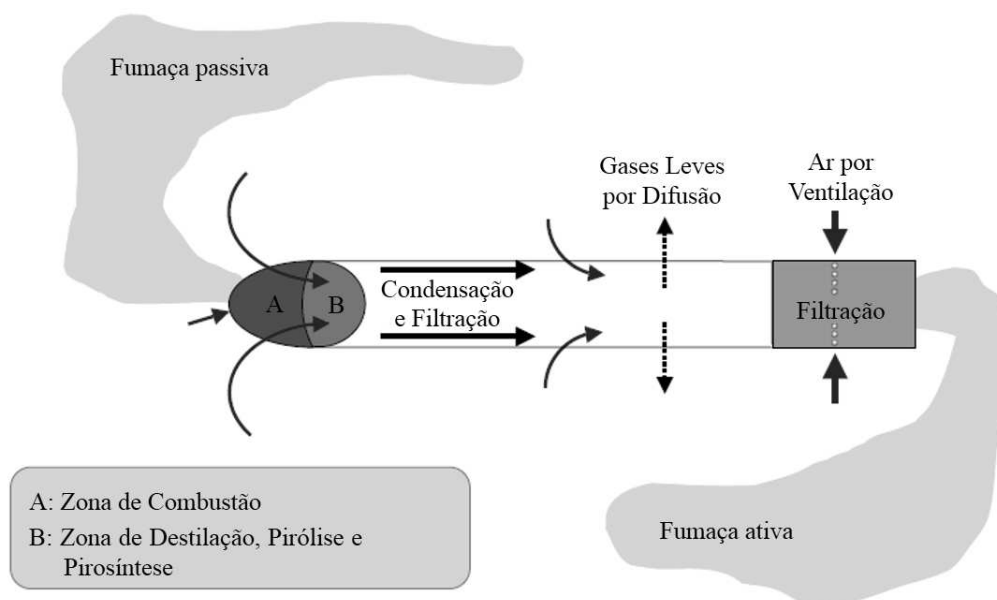 Fumaça passiva
Gases Leves
por Difusão
Ar por
Ventilação
A
B
Condensação
e Filtração
Filtração
A: Zona de Combustão
B: Zona de Destilação, Pirólise e
Pirosíntese
Fumaça ativa